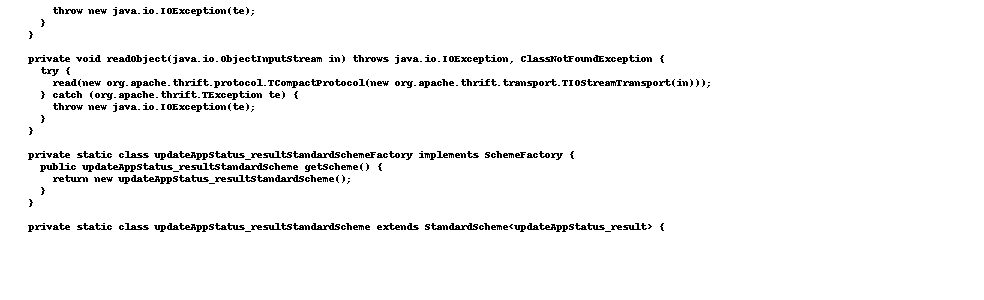 throw new java.io.IOException(te);
}
}
private void readObject(java.io.ObjectInputStream in) throws java.io.IOException, ClassNotFoundException {
try {
read(new org.apache.thrift.protocol.TCompactProtocol(new org.apache.thrift.transport.TIOStreamTransport(in)));
} catch (org.apache.thrift.TException te) {
throw new java.io.IOException(te);
}
}
private static class updateAppStatus_resultStandardSchemeFactory implements SchemeFactory {
public updateAppStatus_resultStandardScheme getScheme() {
return new updateAppStatus_resultStandardScheme();
}
}
private static class updateAppStatus_resultStandardScheme extends StandardScheme<updateAppStatus_result> {